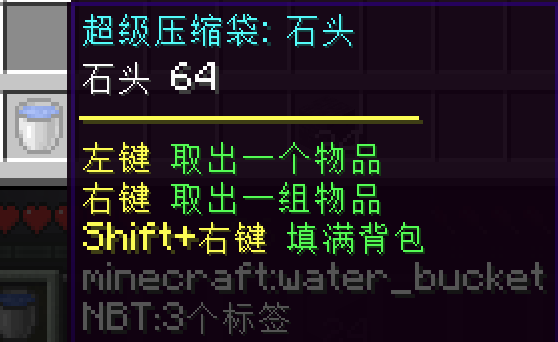 超级压缩袋: 石头
石头 64
左键 取出一个物品
右键 取出一组物品
Shift+右键 填满背包
minecraft:water_bucket
NBT:3个标签